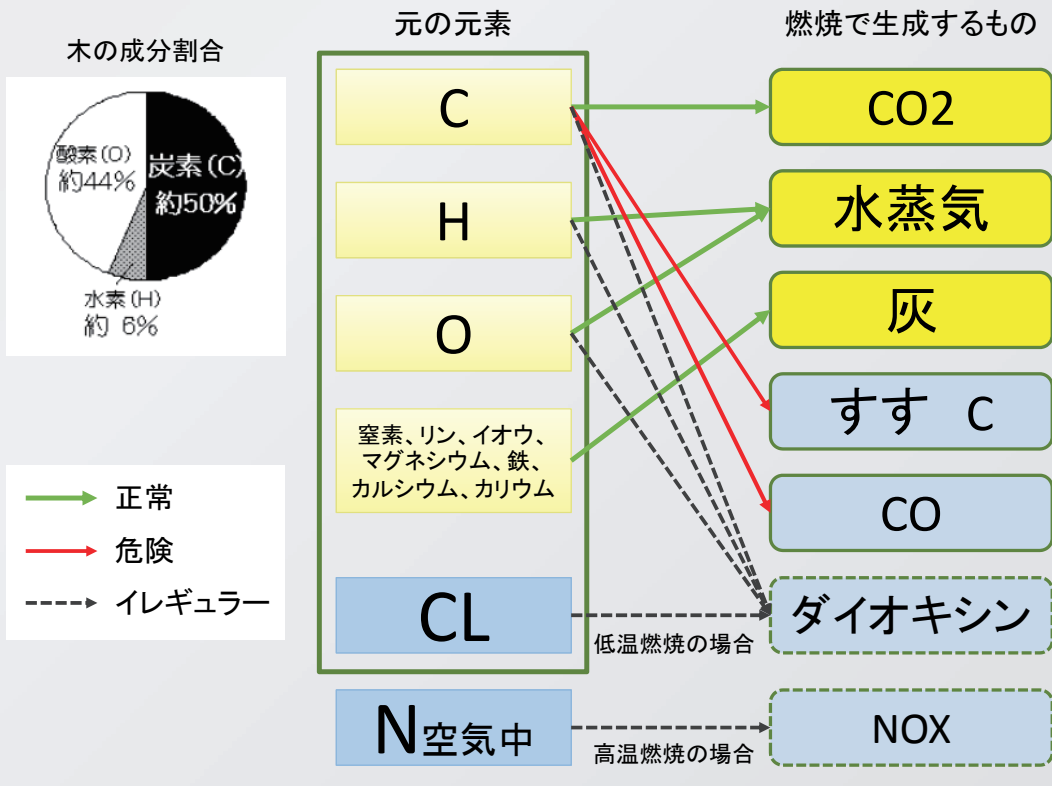 木の成分割合
酸素(O)
約44%
炭素(C)
約50%
水素(H)
約 6%
正常
危険
イレギュラー
元の元素
C
H
O
窒素、リン、イオウ、
マグネシウム、鉄、
カルシウム、カリウム
CL
N空気中
低温燃焼の場合
高温燃焼の場合
燃焼で生成するもの
CO2
水蒸気
灰
すす C
CO
ダイオキシン
NOX